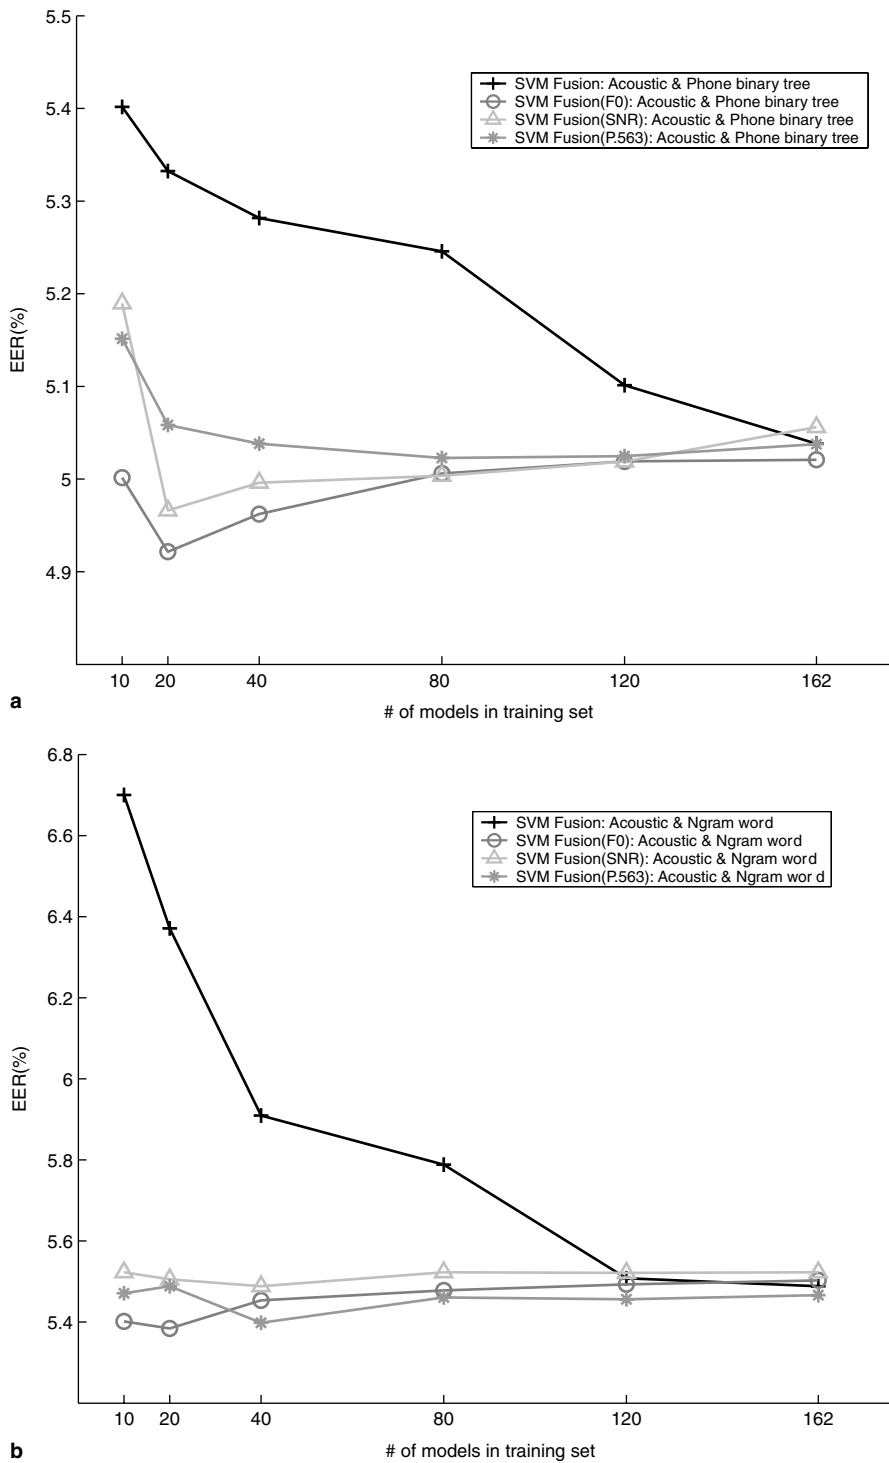 5.5
SVM Fusion: Acoustic & Phone binary tree
SVM Fusion(F0): Acoustic & Phone binary tree
SVM Fusion(SNR): Acoustic & Phone binary tree
SVM Fusion(P.563): Acoustic & Phone binary tree
5.4
5.3
5.2
EER(%)
5.1
5
4.9
10 20 40 80 120 162
a
# of models in training set
6.8
SVM Fusion: Acoustic & Ngram word
SVM Fusion(F0): Acoustic & Ngram word
SVM Fusion(SNR): Acoustic & Ngram word
SVM Fusion(P.563): Acoustic & Ngram wor d
6.6
6.4
6.2
EER(%)
6
5.8
5.6
5.4
10 20 40 80 120 162
b
# of models in training set